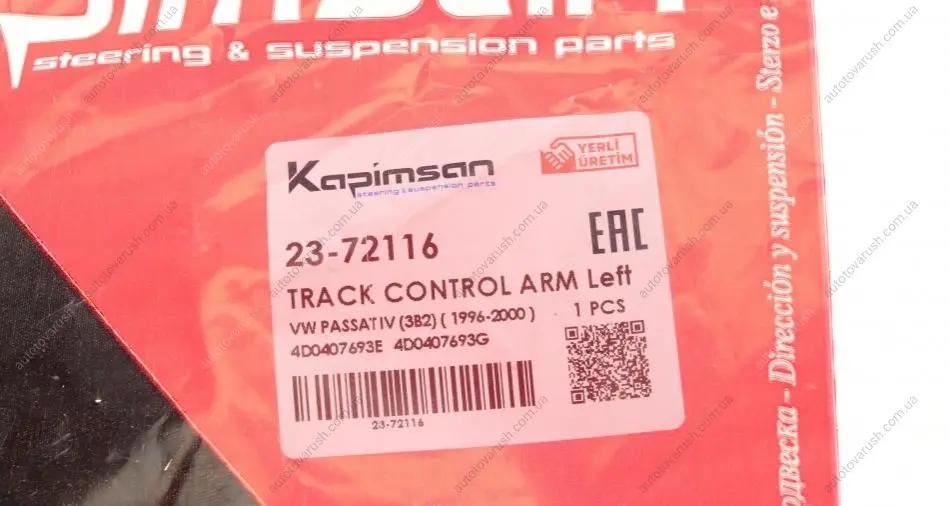 steering & suspension parts
Kapimsan
steering & suspension parts
YERLİ
ÜRETİM
23-72116
EAC
TRACK CONTROL ARM Left
VW PASSAT IV (3B2) ( 1996-2000 )
1 PCS
4D0407693E 4D0407693G
23-72116
подвеска - Dirección y suspensión - Sterzo e
autotovarush.com.ua